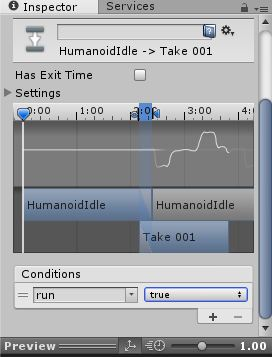 Inspector Services
HumanoidIdle -> Take 001
Has Exit Time
Settings
0:00 1:00 2:00 3:00
HumanoidIdle HumanoidIdle
Take 001
Conditions
run true
+ -
Preview 1.00